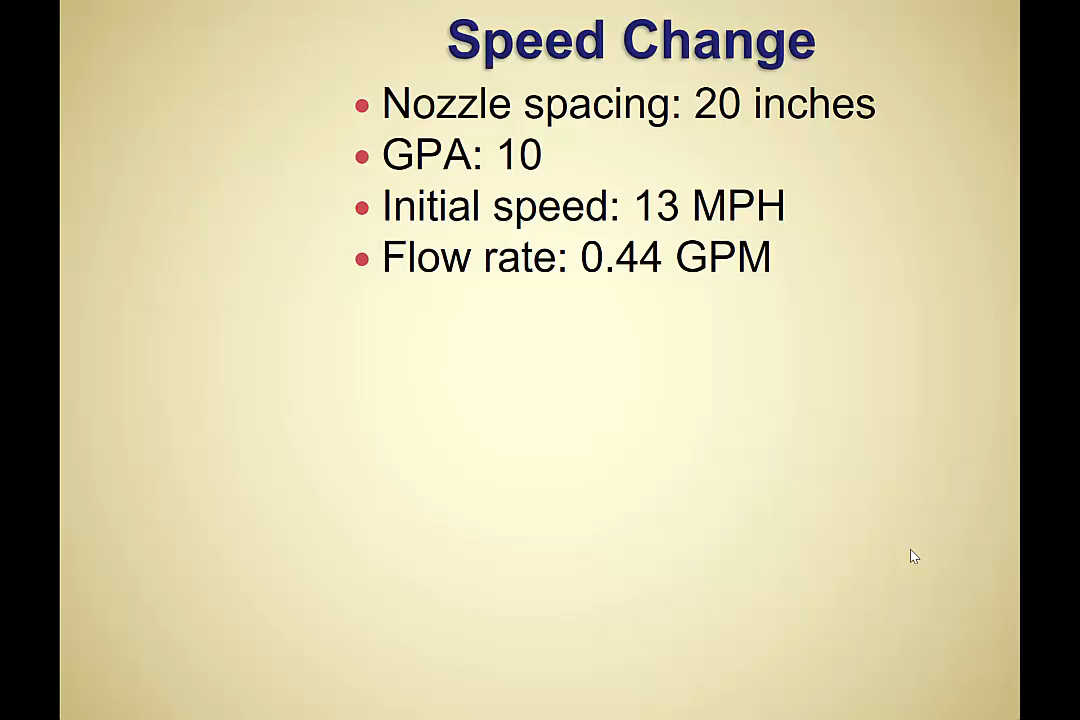 Speed Change
• Nozzle spacing: 20 inches
• GPA: 10
• Initial speed: 13 MPH
• Flow rate: 0.44 GPM